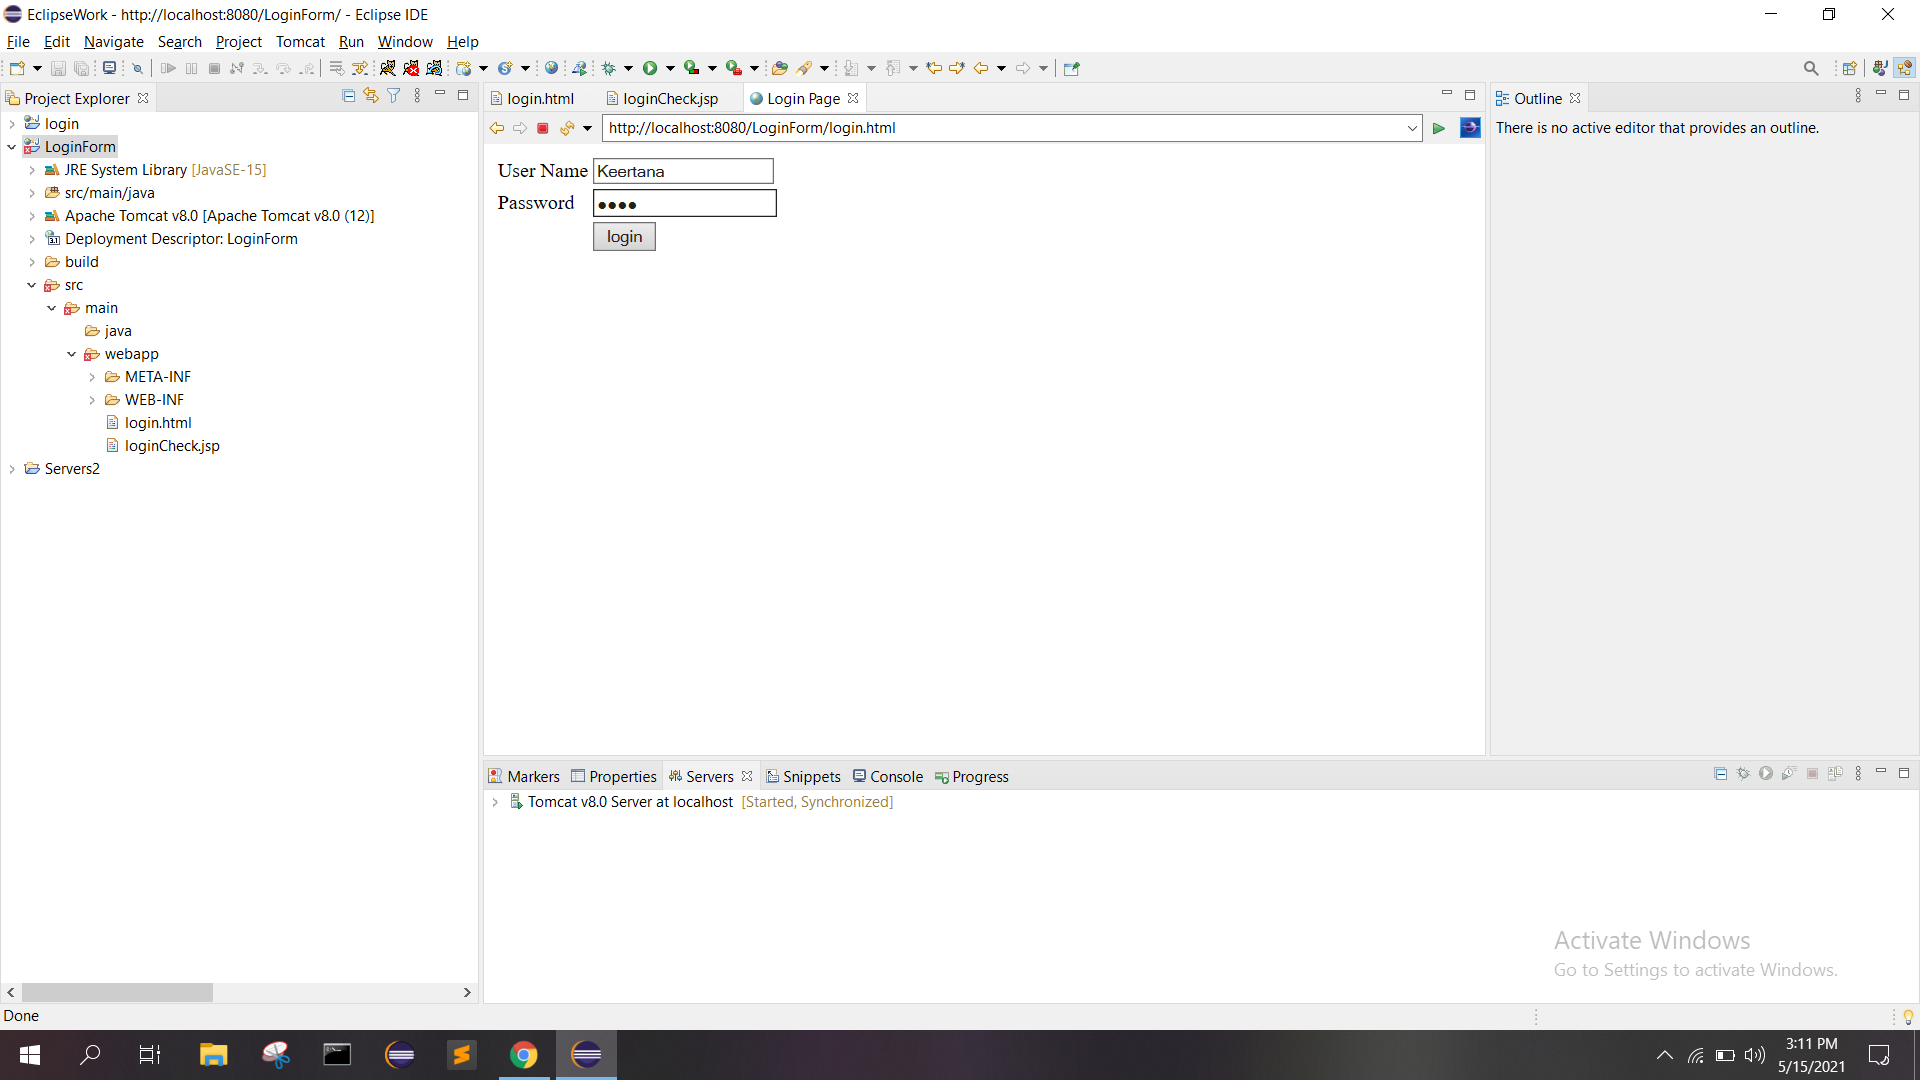 EclipseWork - http://localhost:8080/LoginForm/ - Eclipse IDE
File Edit Navigate Search Project Tomcat Run Window Help
Project Explorer
login
LoginForm
JRE System Library [JavaSE-15]
src/main/java
Apache Tomcat v8.0 [Apache Tomcat v8.0 (12)]
Deployment Descriptor: LoginForm
build
src
main
java
webapp
META-INF
WEB-INF
login.html
loginCheck.jsp
Servers2
login.html loginCheck.jsp Login Page
http://localhost:8080/LoginForm/login.html
User Name Keertana
Password ●●●●
login
Outline
There is no active editor that provides an outline.
Markers Properties Servers Snippets Console Progress
Tomcat v8.0 Server at localhost [Started, Synchronized]
Activate Windows
Go to Settings to activate Windows.
Done
3:11 PM
5/15/2021